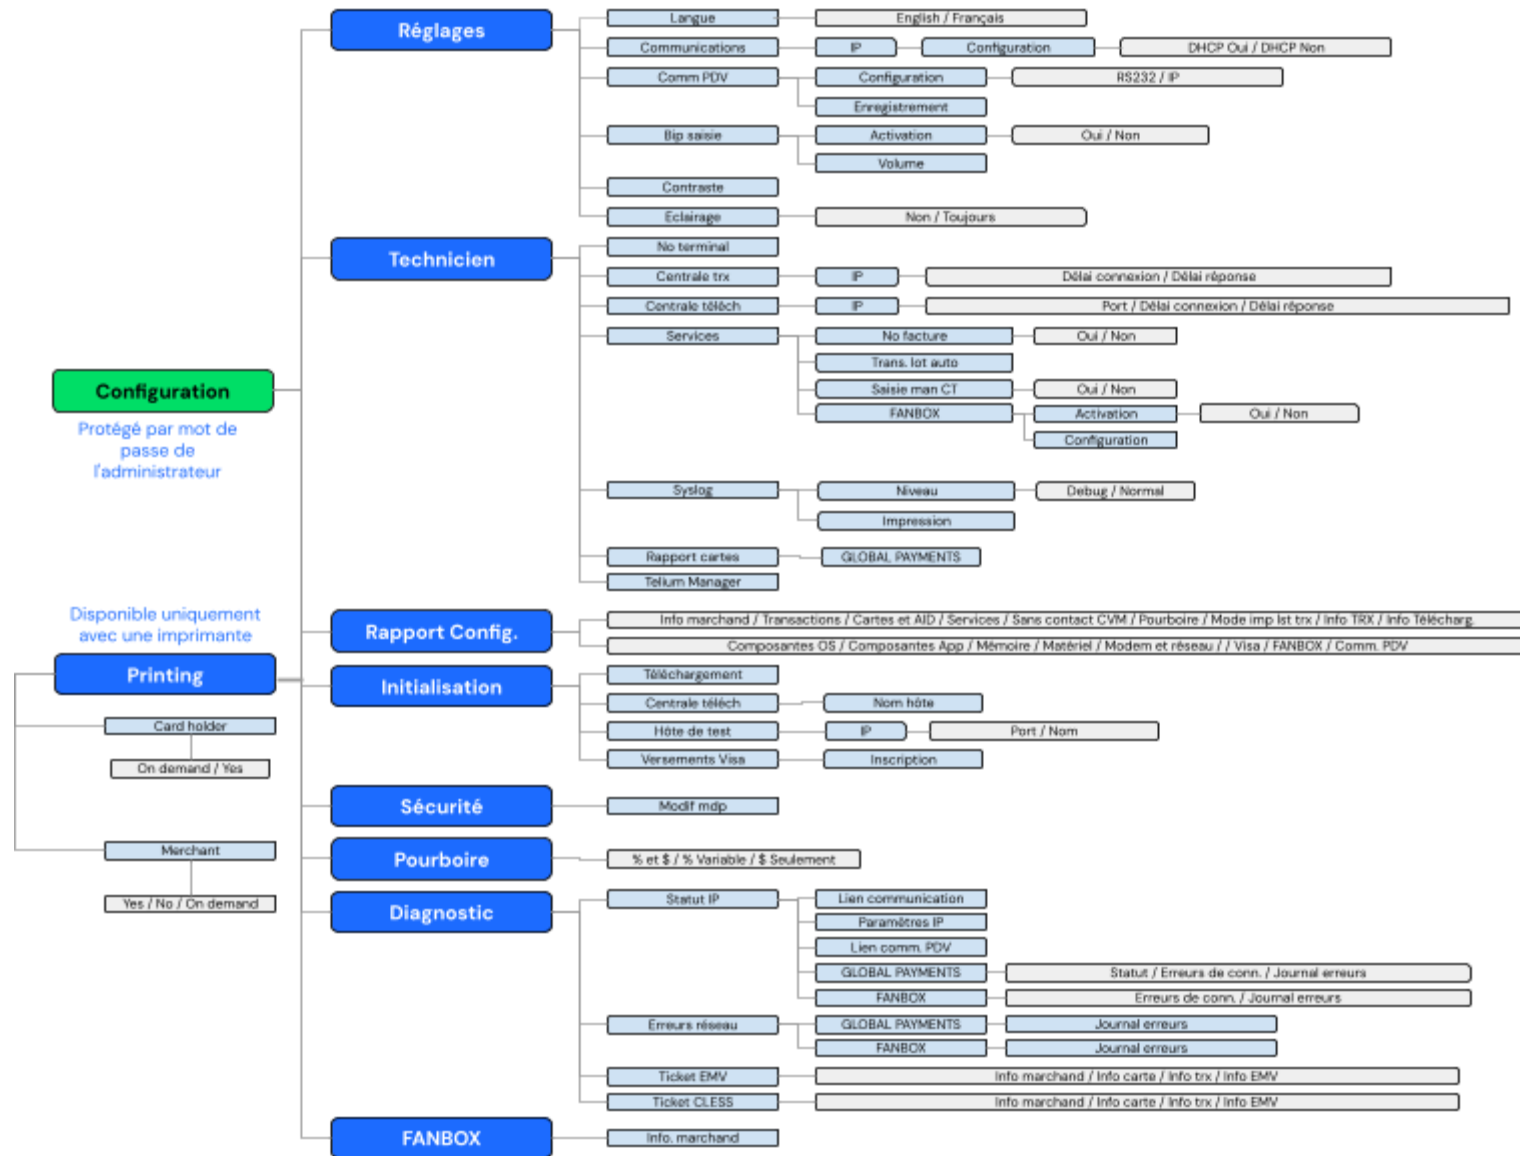 Configuration
Protégé par mot de
passe de
l'administrateur
Réglages
Langue
English / Français
Communications
IP
Configuration
DHCP Oui / DHCP Non
Comm PDV
Configuration
RS232 / IP
Enregistrement
Bip saisie
Activation
Oui / Non
Volume
Contraste
Eclairage
Non / Toujours
Technicien
No terminal
Centrale trx
IP
Délai connexion / Délai réponse
Centrale téléch
IP
Port / Délai connexion / Délai réponse
Services
No facture
Oui / Non
Trans. lot auto
Saisie man CT
Oui / Non
FANBOX
Activation
Oui / Non
Configuration
Syslog
Niveau
Debug / Normal
Impression
Rapport cartes
GLOBAL PAYMENTS
Telium Manager
Rapport Config.
Info marchand / Transactions / Cartes et AID / Services / Sans contact CVM / Pourboire / Mode imp lst trx / Info TRX / Info Télécharg.
Composantes OS / Composantes App / Mémoire / Matériel / Modem et réseau / / Visa / FANBOX / Comm. PDV
Disponible uniquement
avec une imprimante
Printing
Card holder
On demand / Yes
Merchant
Yes / No / On demand
Initialisation
Téléchargement
Centrale téléch
Nom hôte
Hôte de test
IP
Port / Nom
Versements Visa
Inscription
Sécurité
Modif mdp
Pourboire
% et $ / % Variable / $ Seulement
Diagnostic
Statut IP
Lien communication
Paramètres IP
Lien comm. PDV
GLOBAL PAYMENTS
Statut / Erreurs de conn. / Journal erreurs
FANBOX
Erreurs de conn. / Journal erreurs
Erreurs réseau
GLOBAL PAYMENTS
Journal erreurs
FANBOX
Journal erreurs
Ticket EMV
Info marchand / Info carte / Info trx / Info EMV
Ticket CLESS
Info marchand / Info carte / Info trx / Info EMV
FANBOX
Info. marchand